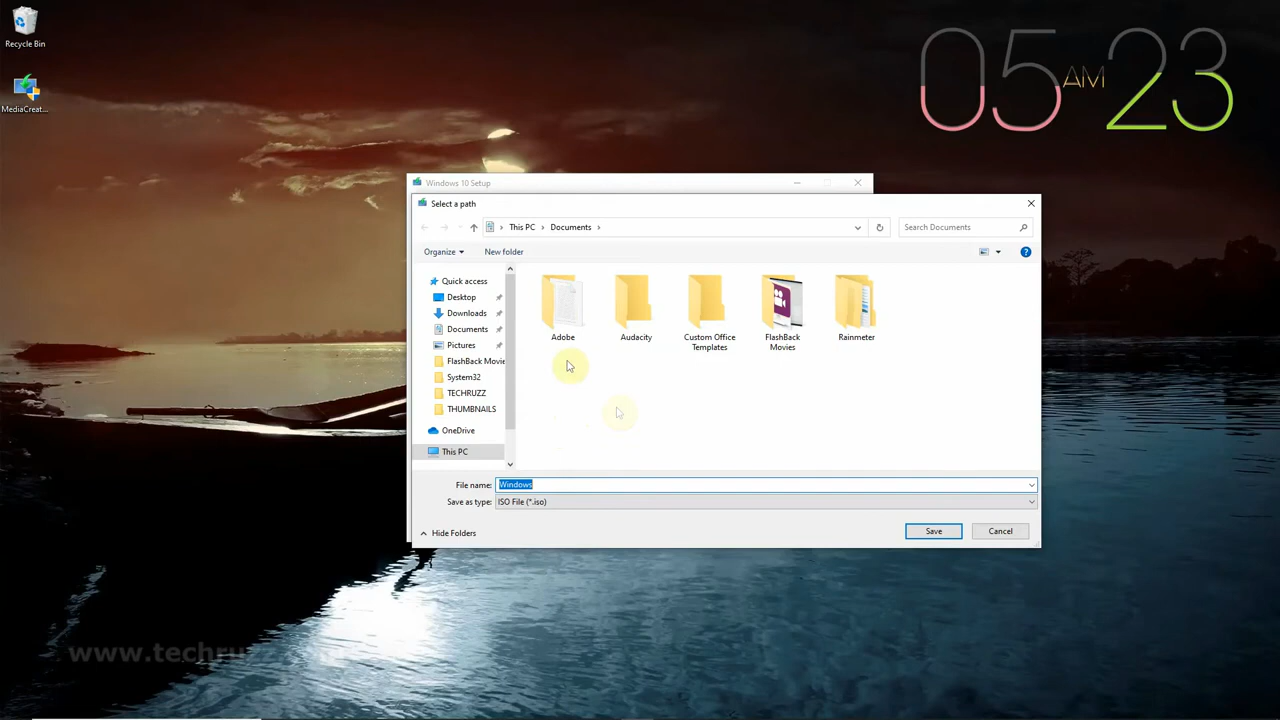 Recycle Bin
MediaCreat...
05 AM 23
Windows 10 Setup
Select a path
This PC
Documents
Search Documents
Organize
New folder
Quick access
Desktop
Downloads
Documents
Pictures
FlashBack Movie
System32
TECHRUZZ
THUMBNAILS
OneDrive
This PC
Adobe
Audacity
Custom Office
Templates
FlashBack
Movies
Rainmeter
File name: Windows
Save as type: ISO File (*.iso)
Hide Folders
Save
Cancel
www.techru